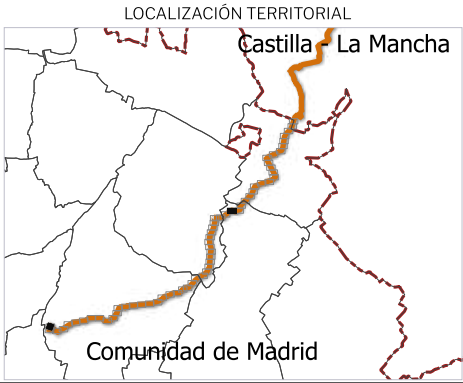 LOCALIZACIÓN TERRITORIAL
Castilla - La Mancha
Comunidad de Madrid